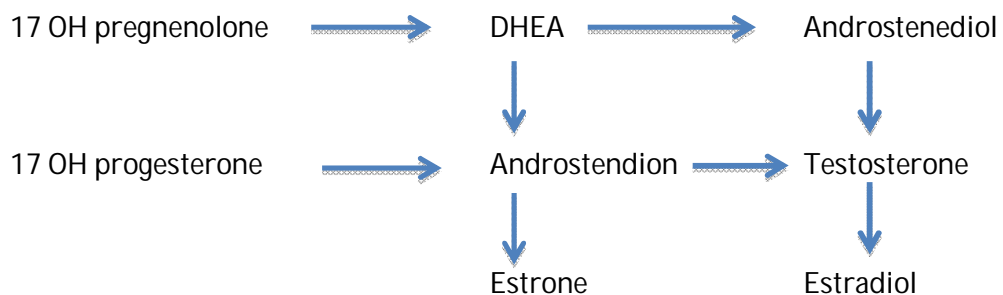 17 OH pregnenolone DHEA Androstenediol
17 OH progesterone Androstendion Testosterone
Estrone Estradiol